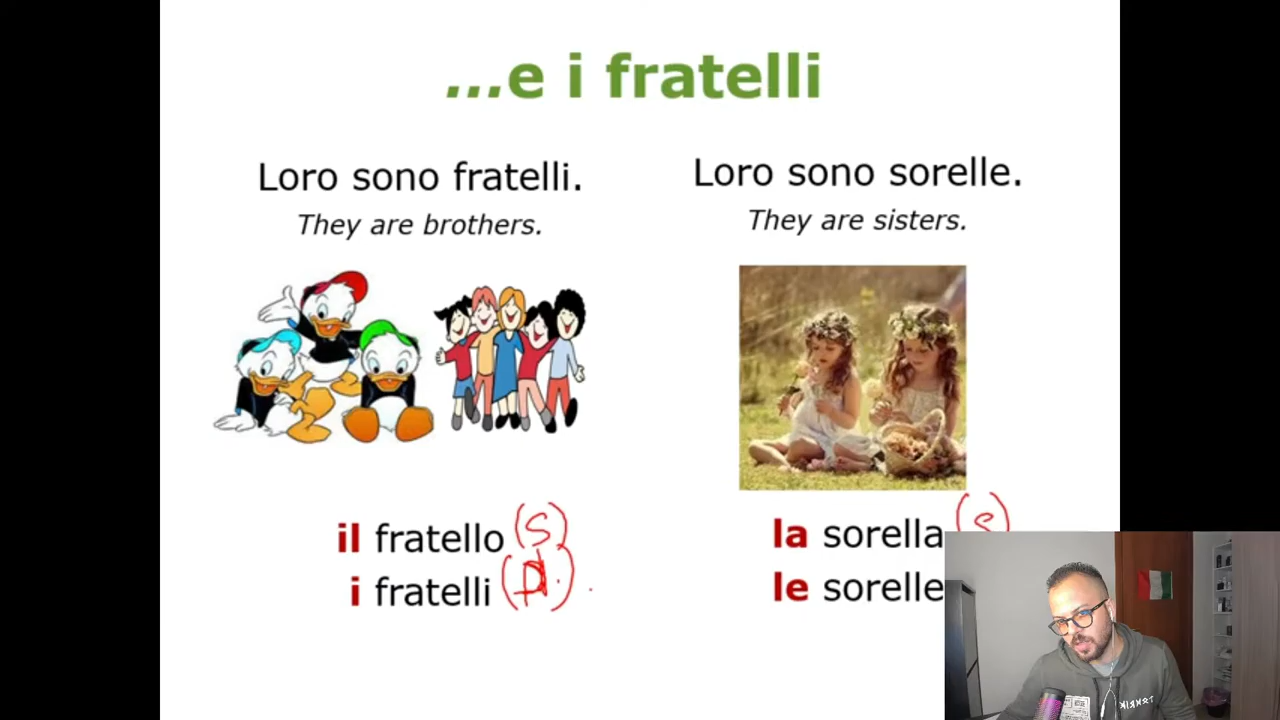 ...e i fratelli
Loro sono fratelli.
They are brothers.
Loro sono sorelle.
They are sisters.
il fratello (S)
i fratelli
la sorella (S)
le sorelle